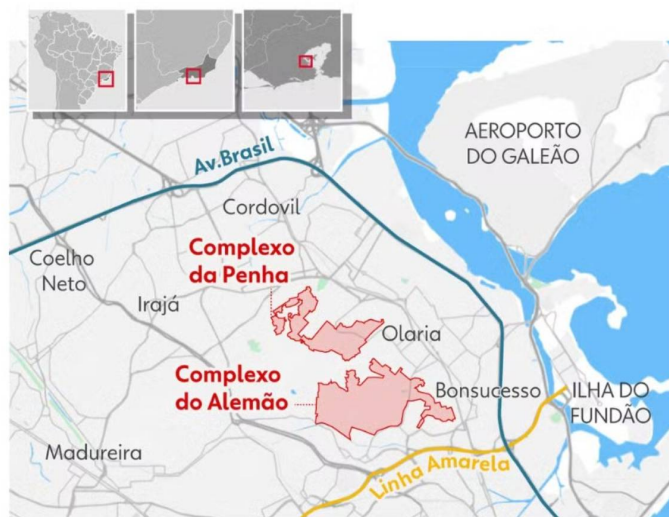 AEROPORTO
DO GALEÃO
Av.Brasil
Cordovil
Complexo
da Penha
Coelho
Neto
Irajá
Olaria
Complexo
do Alemão
Bonsucesso
ILHA DO
FUNDÃO
Madureira
Linha Amarela